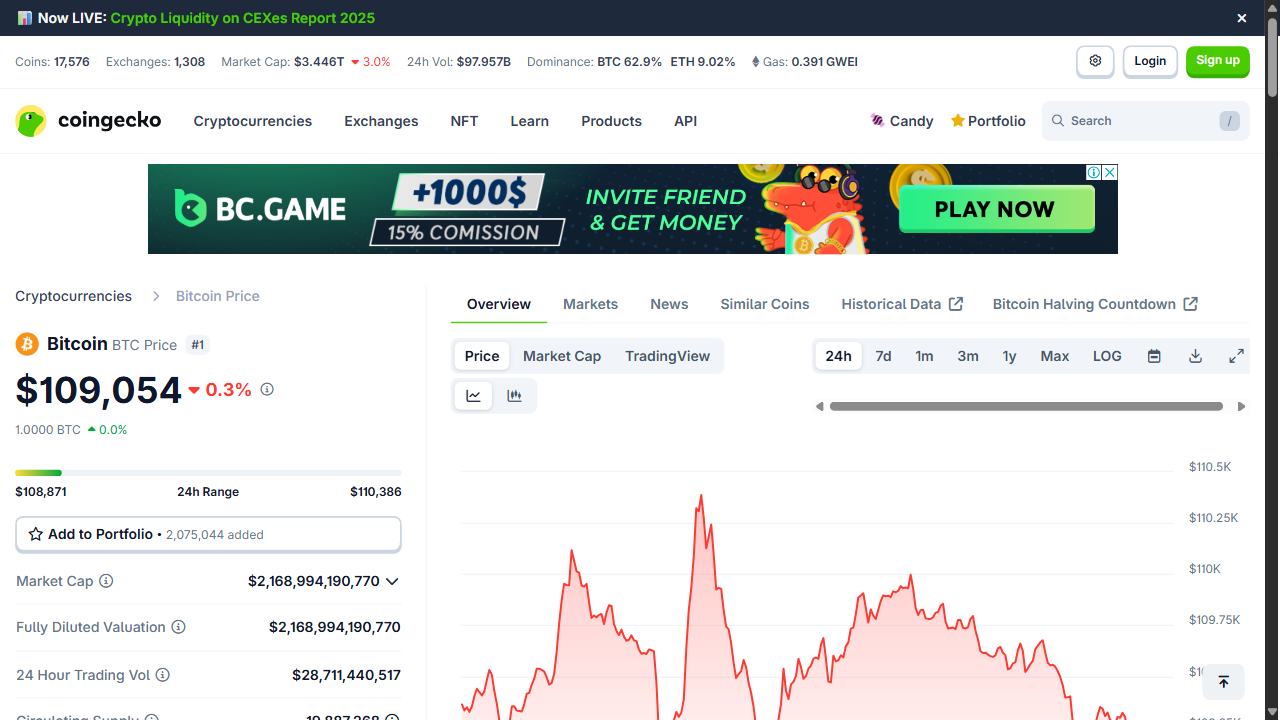 Now LIVE: Crypto Liquidity on CEXes Report 2025
Coins: 17,576 Exchanges: 1,308 Market Cap: $3.446T 3.0% 24h Vol: $97.957B Dominance: BTC 62.9% ETH 9.02% Gas: 0.391 GWEI
Login
Sign up
coingecko
Cryptocurrencies Exchanges NFT Learn Products API
Candy Portfolio Search /
BC.GAME
+1000$
15% COMISSION
INVITE FRIEND
& GET MONEY
PLAY NOW
Cryptocurrencies Bitcoin Price
Bitcoin BTC Price #1
$109,054 0.3%
1.0000 BTC 0.0%
$108,871 24h Range $110,386
Add to Portfolio • 2,075,044 added
Market Cap $2,168,994,190,770
Fully Diluted Valuation $2,168,994,190,770
24 Hour Trading Vol $28,711,440,517
Circulating Supply 19,887,268
Overview Markets News Similar Coins Historical Data Bitcoin Halving Countdown
Price Market Cap TradingView
24h 7d 1m 3m 1y Max LOG
$110.5K
$110.25K
$110K
$109.75K